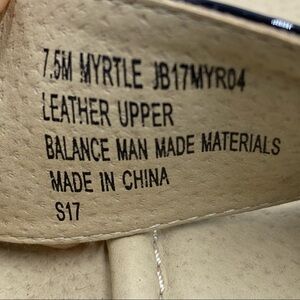 7.5M MYRTLE JB17MYR04
LEATHER UPPER
BALANCE MAN MADE MATERIALS
MADE IN CHINA
S17